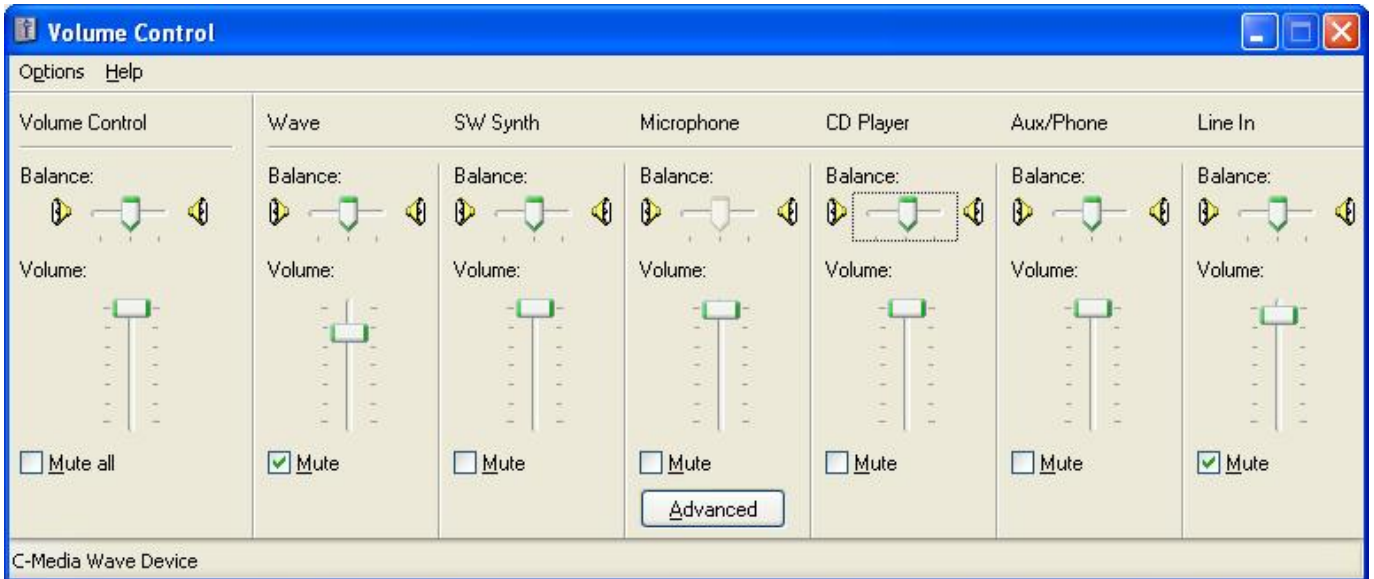 Volume Control
Options Help
Volume Control Wave SW Synth Microphone CD Player Aux/Phone Line In
Balance: Balance: Balance: Balance: Balance: Balance: Balance:
Volume: Volume: Volume: Volume: Volume: Volume: Volume:
Mute all Mute Mute Mute Mute Mute Mute
Advanced
C-Media Wave Device